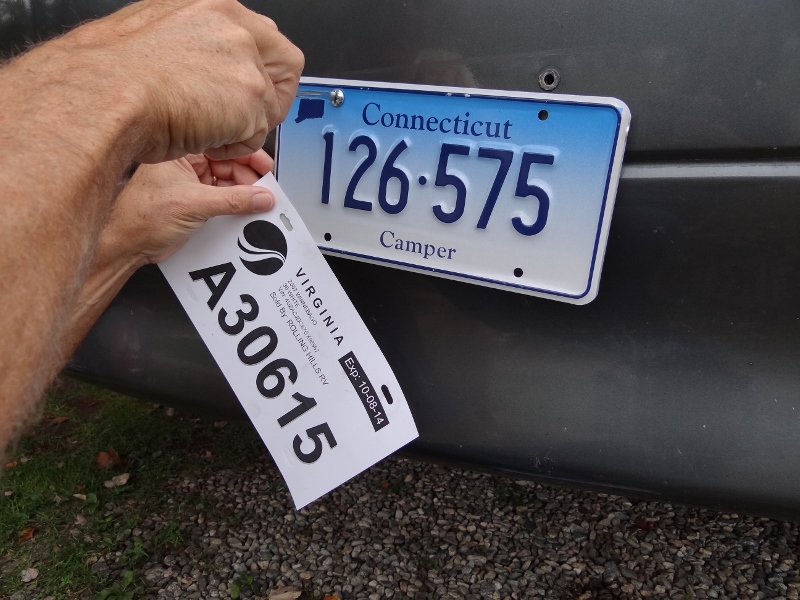 Connecticut
126·575
Camper
VIRGINIA
Sold By: ROLLING HILLS RV
A30615
Exp: 10-08-14